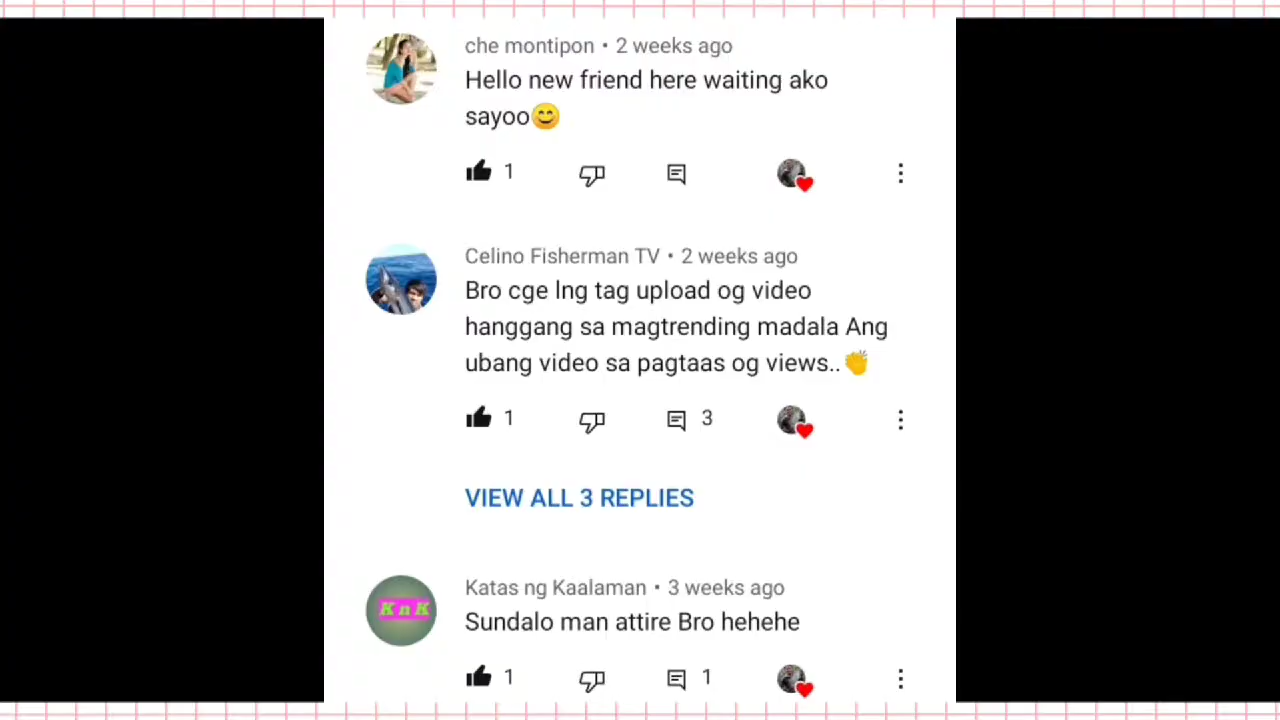 che montipon • 2 weeks ago
Hello new friend here waiting ako
sayoo😊
1
Celino Fisherman TV • 2 weeks ago
Bro cge lng tag upload og video
hanggang sa magtrending madala Ang
ubang video sa pagtaas og views..👏
1 3
VIEW ALL 3 REPLIES
K n K
Katas ng Kaalaman • 3 weeks ago
Sundalo man attire Bro hehehe
1 1